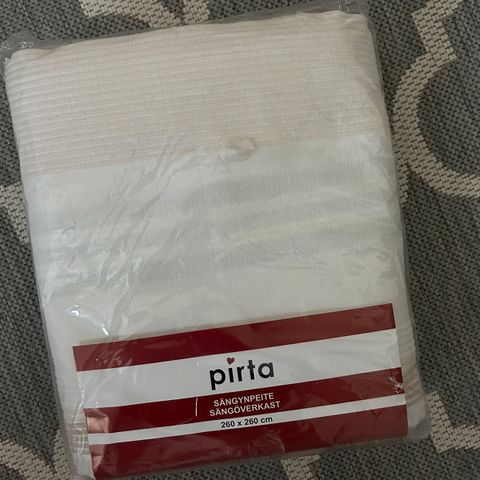 pirta
SÄNGYNPEITE
SÄNGÖVERKAST
260 x 260 cm